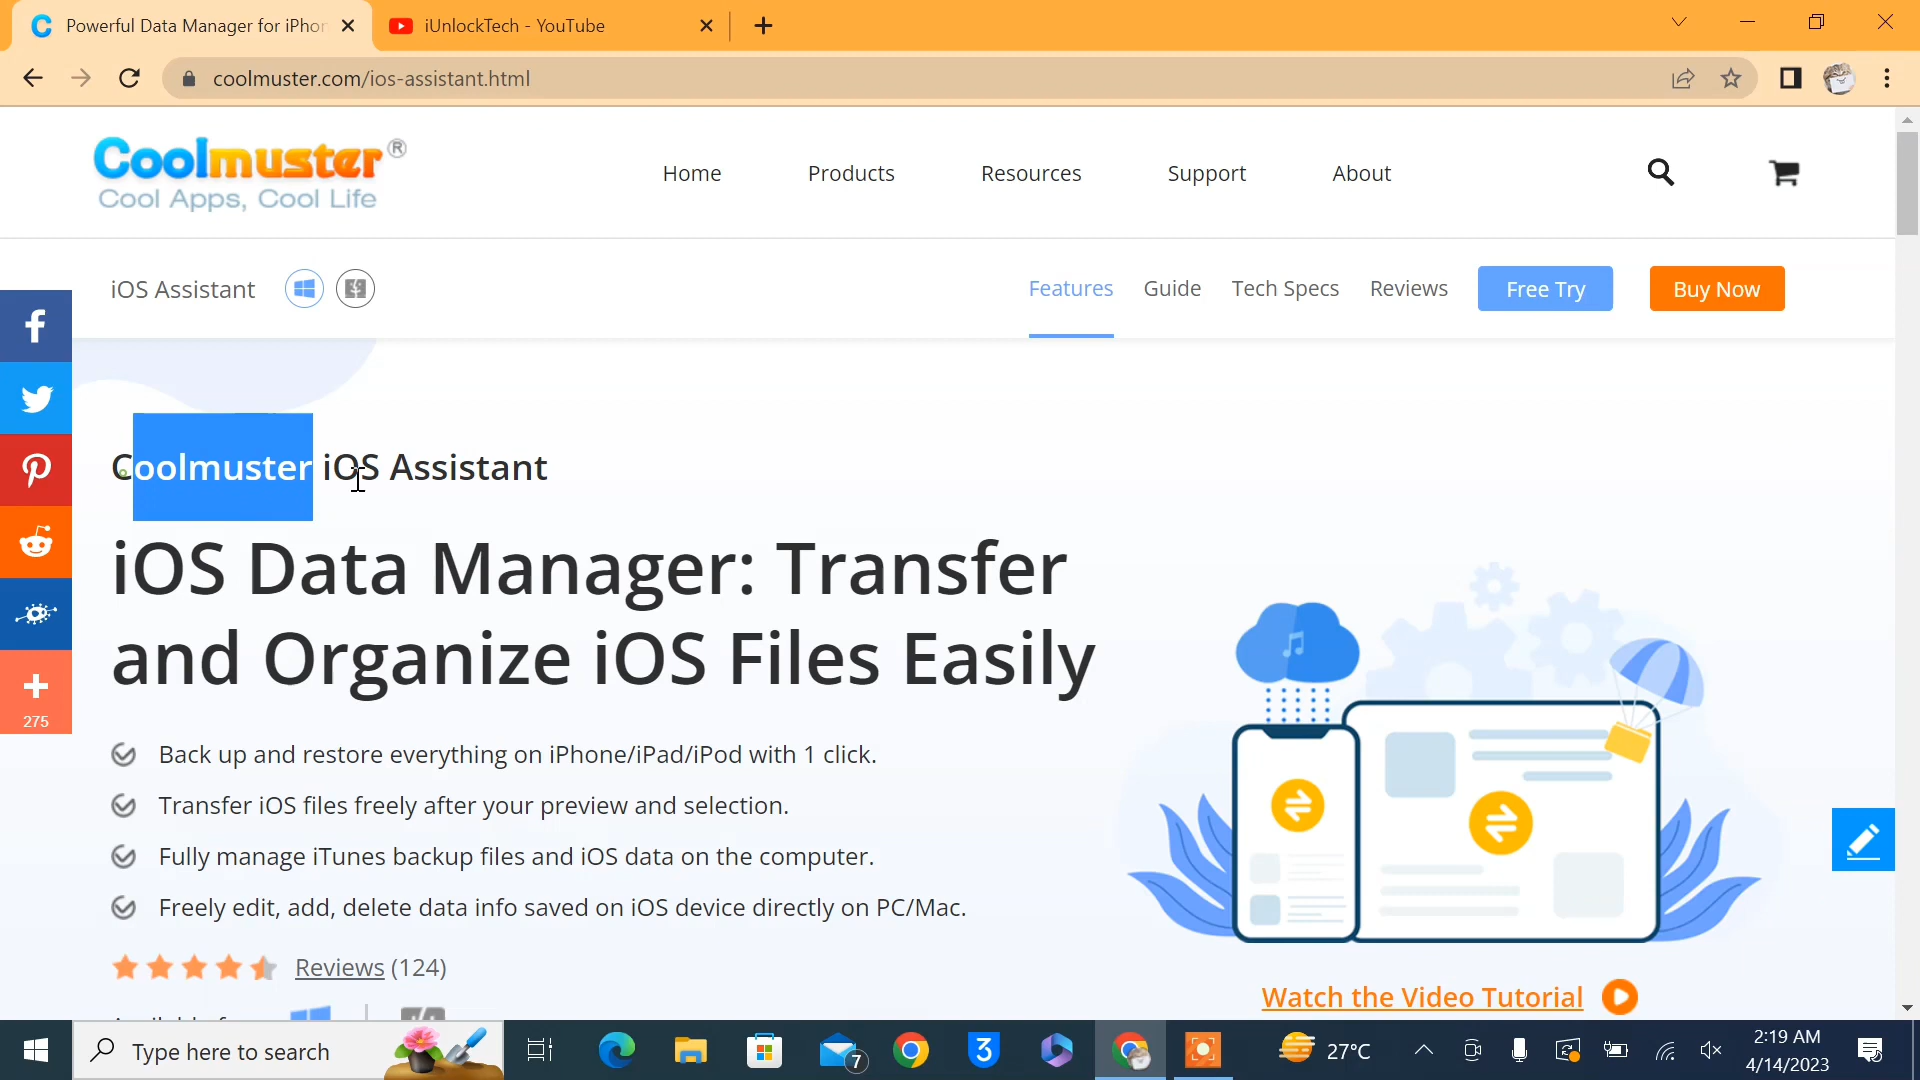 Powerful Data Manager for iPhon
iUnlockTech - YouTube
coolmuster.com/ios-assistant.html
Coolmuster®
Cool Apps, Cool Life
Home
Products
Resources
Support
About
iOS Assistant
Features
Guide
Tech Specs
Reviews
Free Try
Buy Now
Coolmuster iOS Assistant
iOS Data Manager: Transfer
and Organize iOS Files Easily
Back up and restore everything on iPhone/iPad/iPod with 1 click.
Transfer iOS files freely after your preview and selection.
Fully manage iTunes backup files and iOS data on the computer.
Freely edit, add, delete data info saved on iOS device directly on PC/Mac.
275
Reviews (124)
Watch the Video Tutorial
Type here to search
7
3
27°C
2:19 AM
4/14/2023